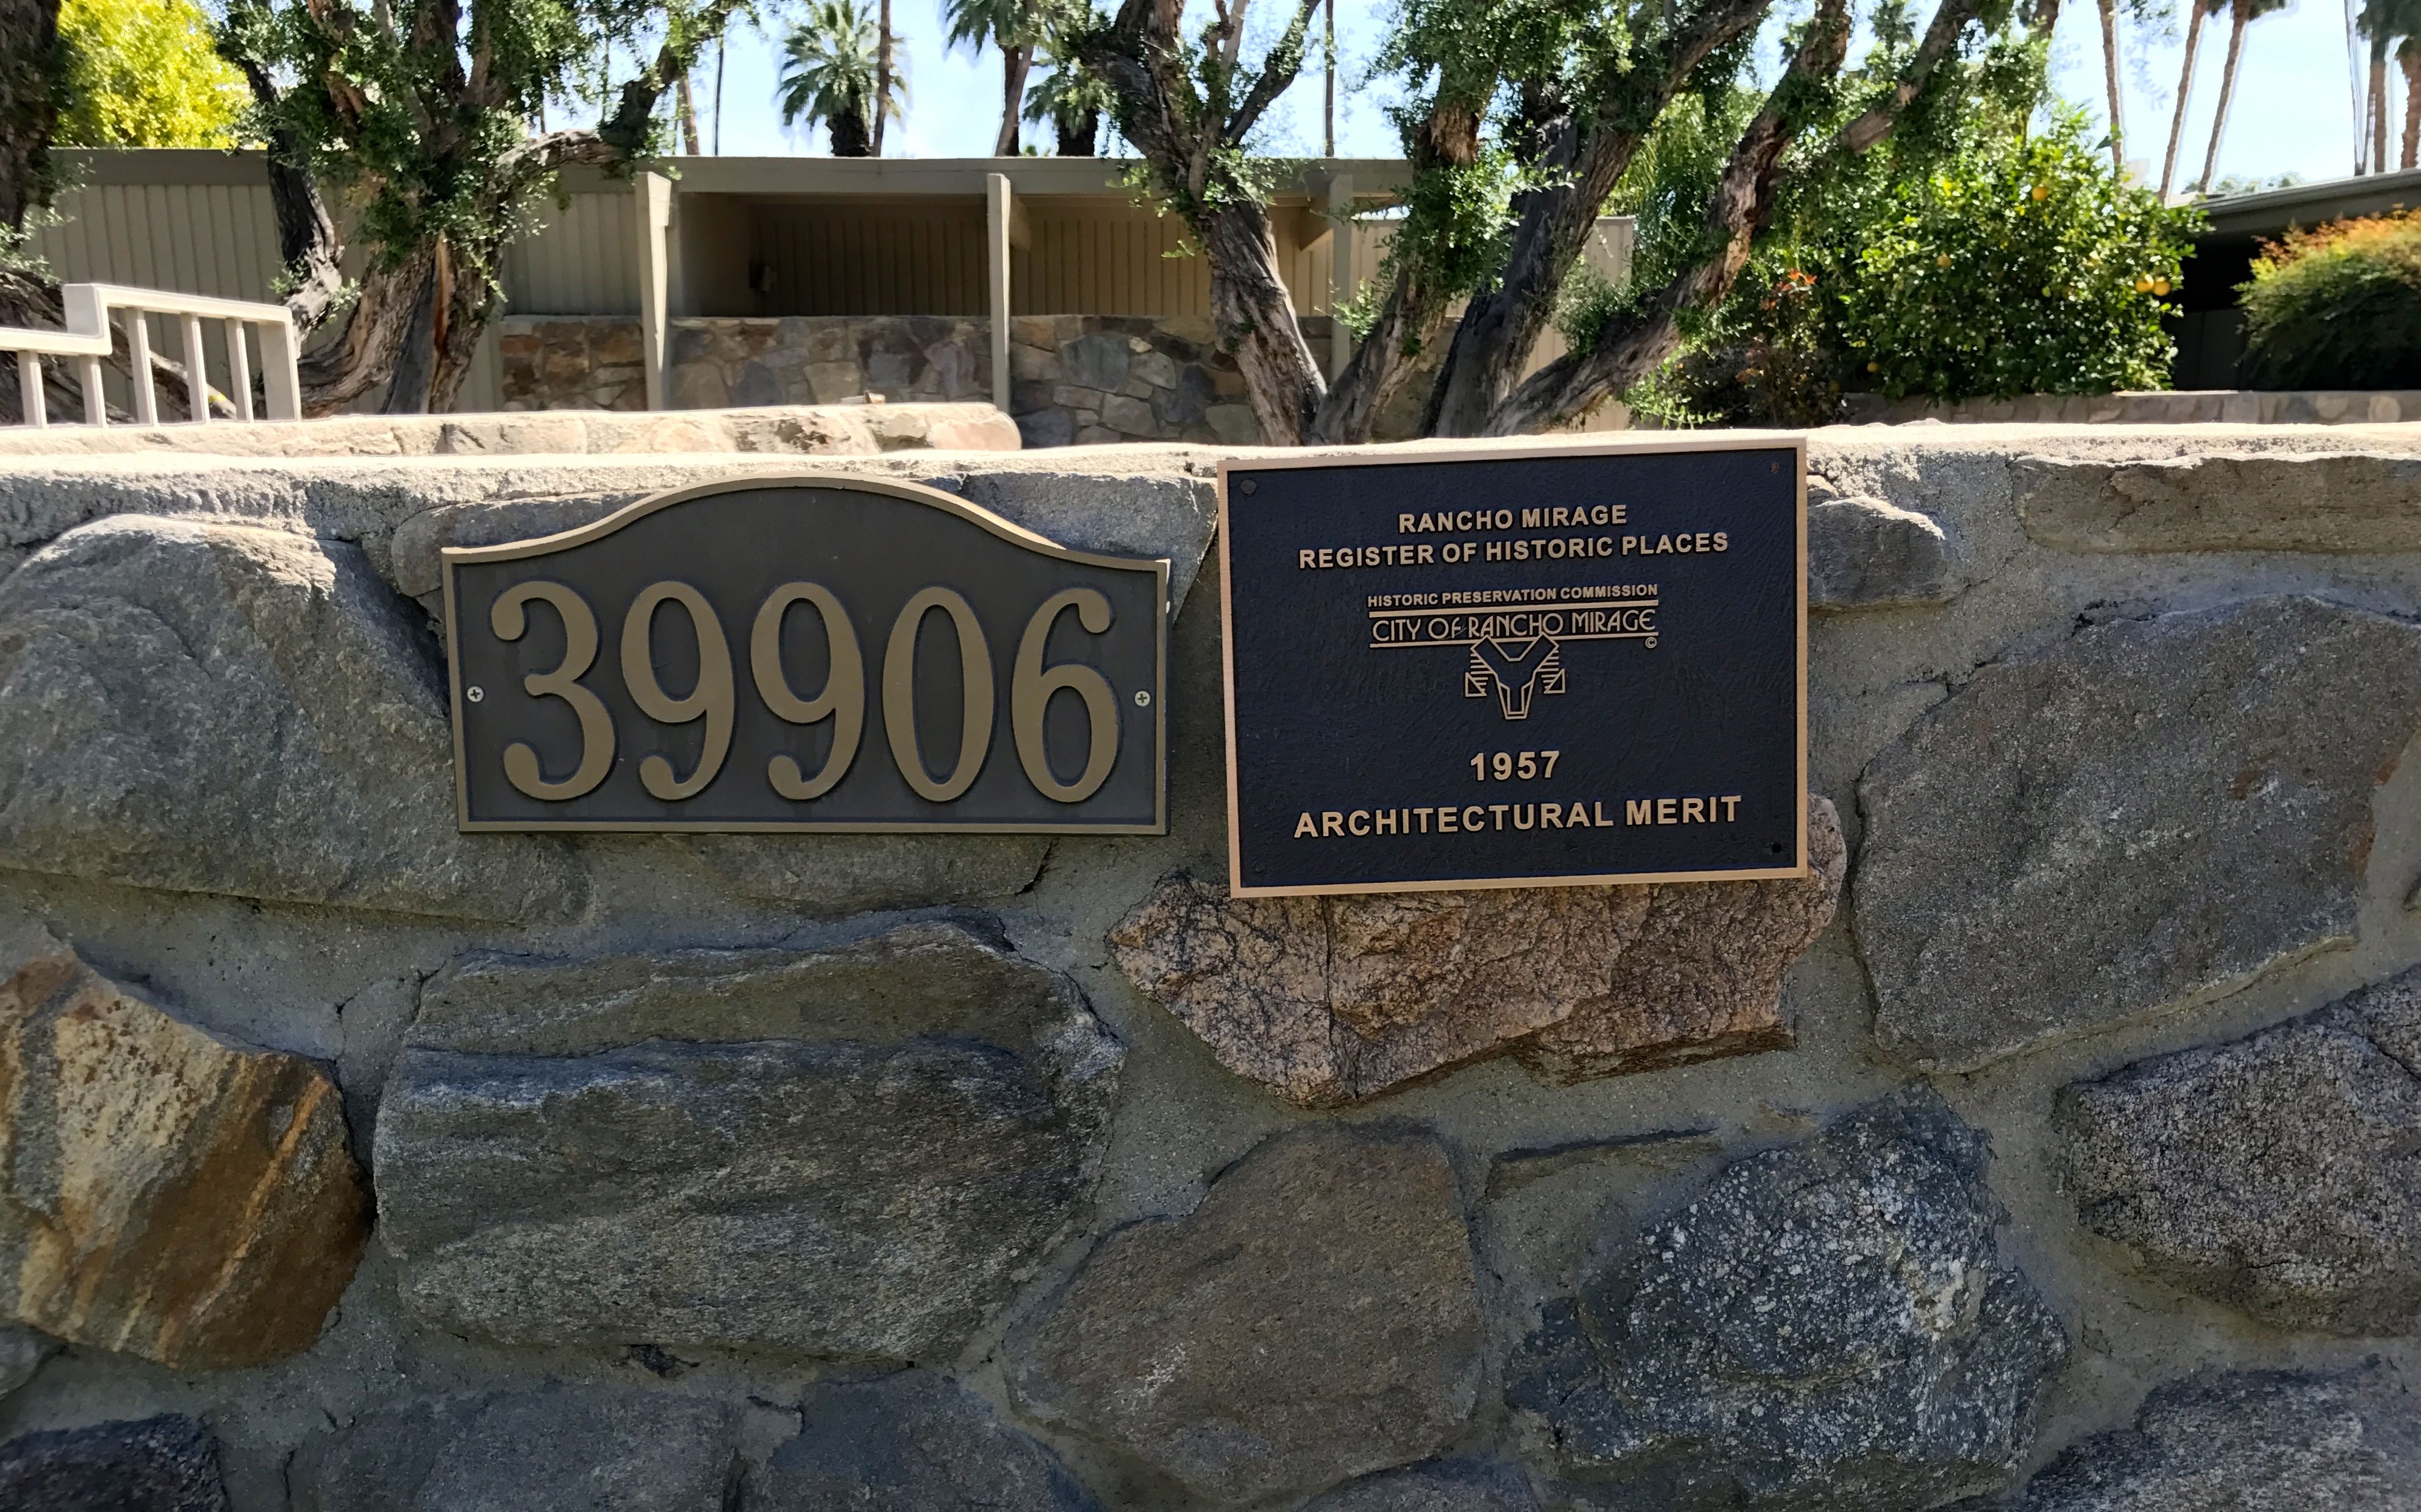 39906
RANCHO MIRAGE
REGISTER OF HISTORIC PLACES
HISTORIC PRESERVATION COMMISSION
CITY OF RANCHO MIRAGE
©
1957
ARCHITECTURAL MERIT